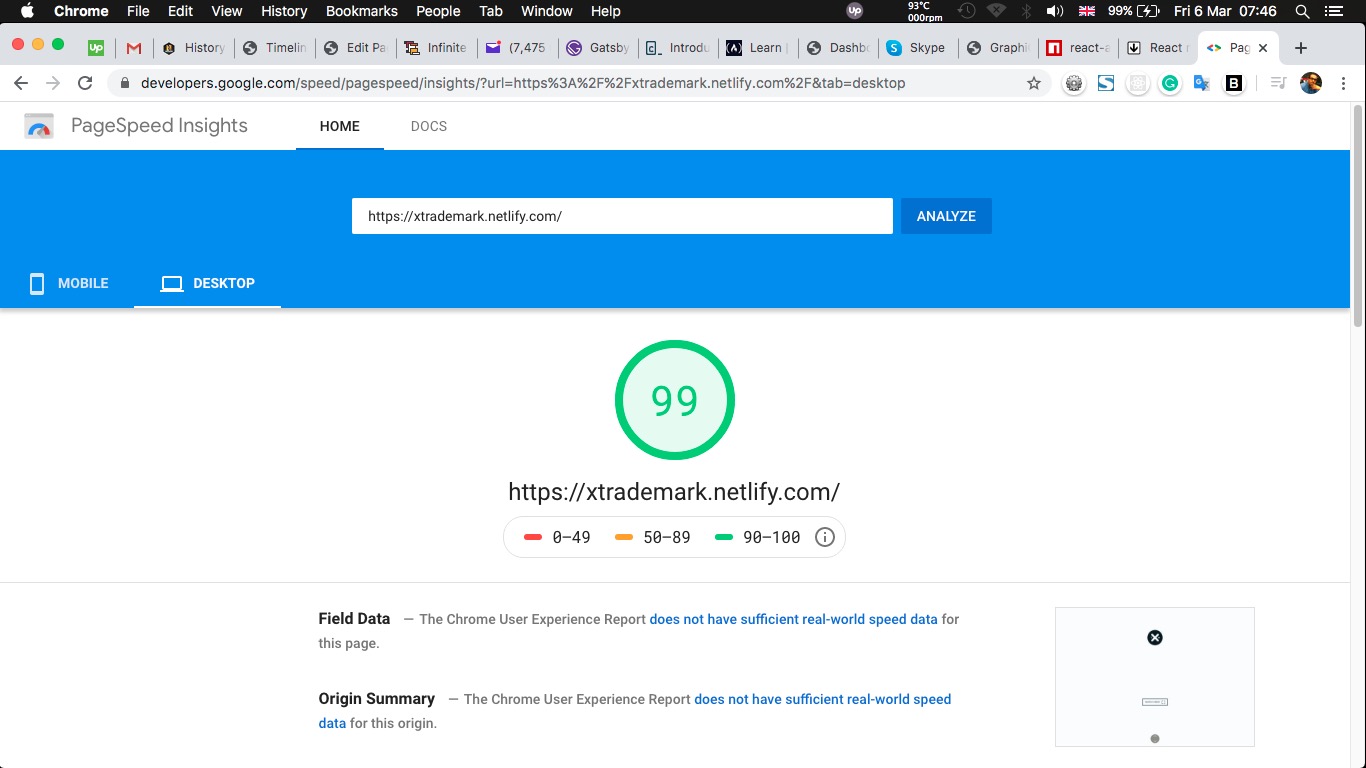 Chrome File Edit View History Bookmarks People Tab Window Help Up 93°C 000rpm 99% Fri 6 Mar 07:46
Up History Timelin Edit Pa Infinite (7,475 Gatsby C_ Introdu (A) Learn Dashb Skype Graphi n react-a React Pag
developers.google.com/speed/pagespeed/insights/?url=https%3A%2F%2Fxtrademark.netlify.com%2F&tab=desktop
PageSpeed Insights HOME DOCS
https://xtrademark.netlify.com/ ANALYZE
MOBILE DESKTOP
99
https://xtrademark.netlify.com/
0–49 50–89 90–100
Field Data — The Chrome User Experience Report does not have sufficient real-world speed data for
this page.
Origin Summary — The Chrome User Experience Report does not have sufficient real-world speed
data for this origin.